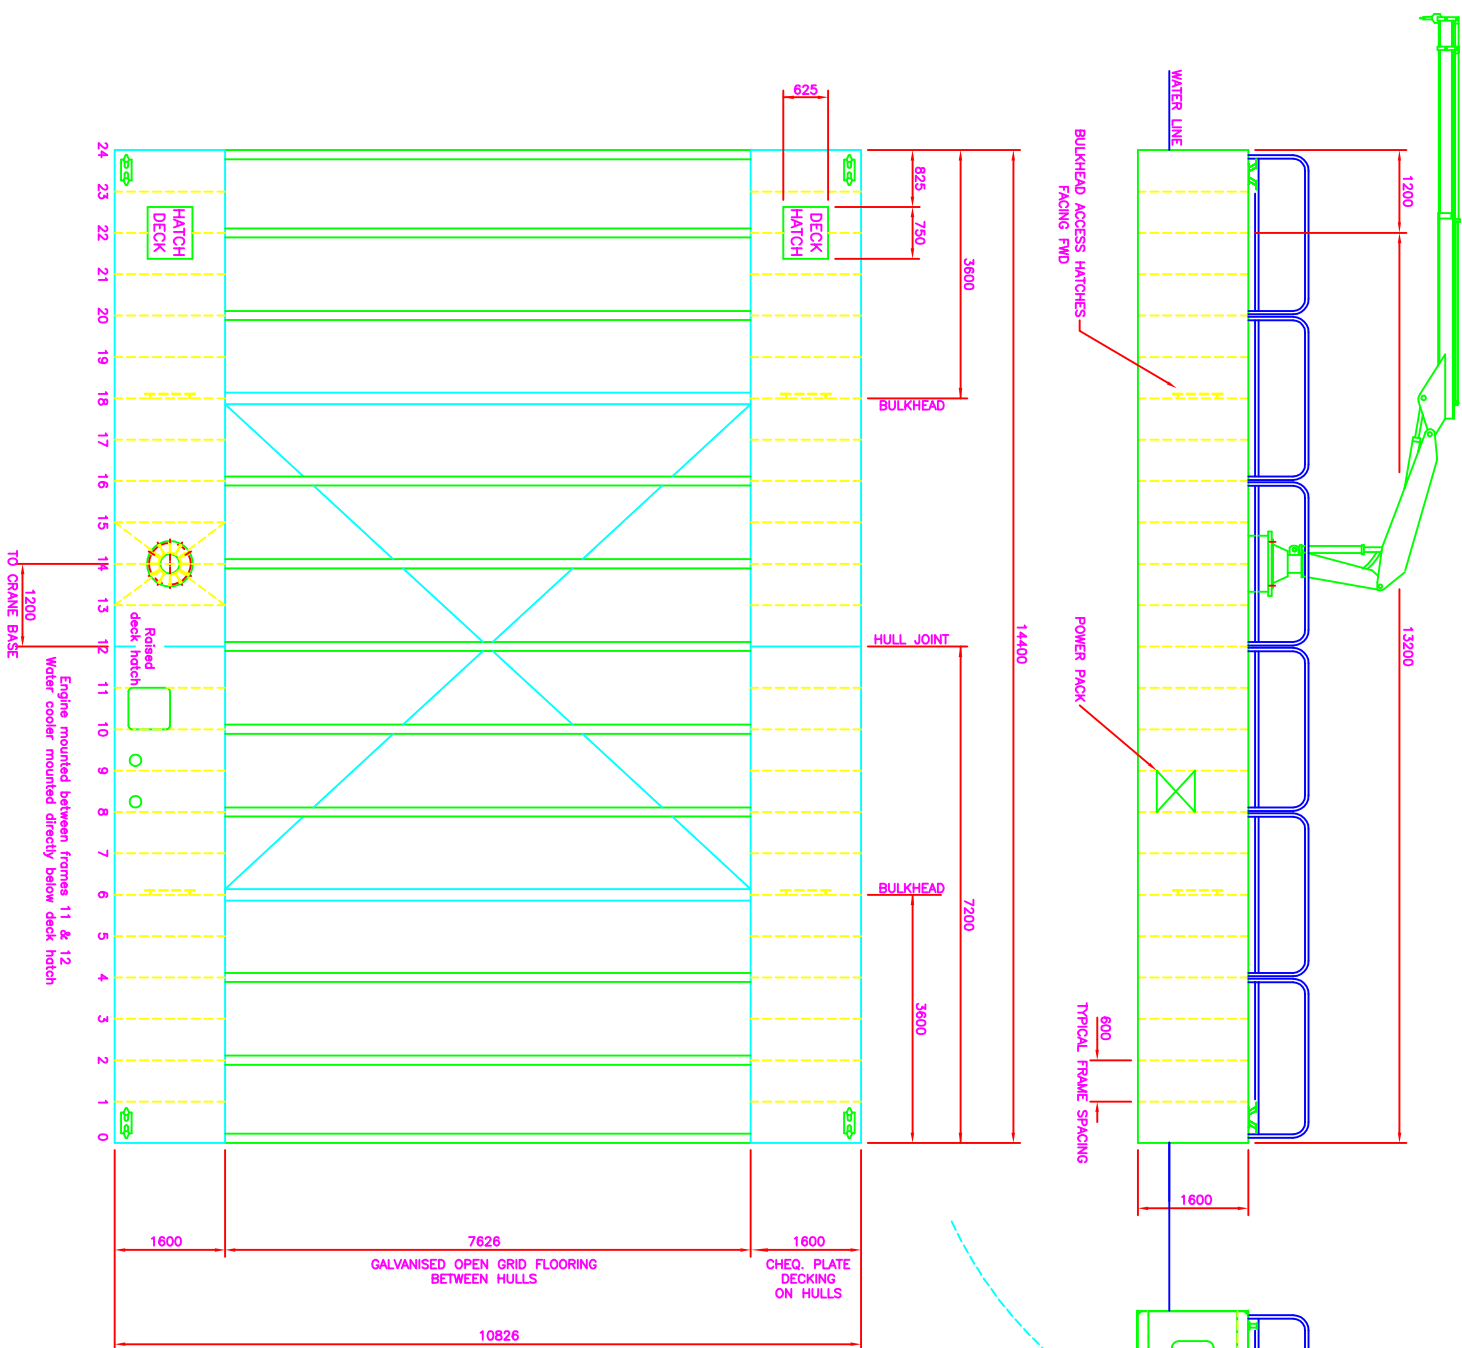 WATER LINE
1200
BULKHEAD ACCESS HATCHES
FACING FWD
13200
POWER PACK
600
TYPICAL FRAME SPACING
1600
625
825
750
3600
DECK
HATCH
HATCH
DECK
BULKHEAD
14400
HULL JOINT
7200
BULKHEAD
3600
24
23
22
21
20
19
18
17
16
15
14
13
12
11
10
9
8
7
6
5
4
3
2
1
0
1200
TO CRANE BASE
Raised
deck hatch
Engine mounted between frames 11 & 12
Water cooler mounted directly below deck hatch
1600
7626
1600
GALVANISED OPEN GRID FLOORING
BETWEEN HULLS
CHEQ. PLATE
DECKING
ON HULLS
10826